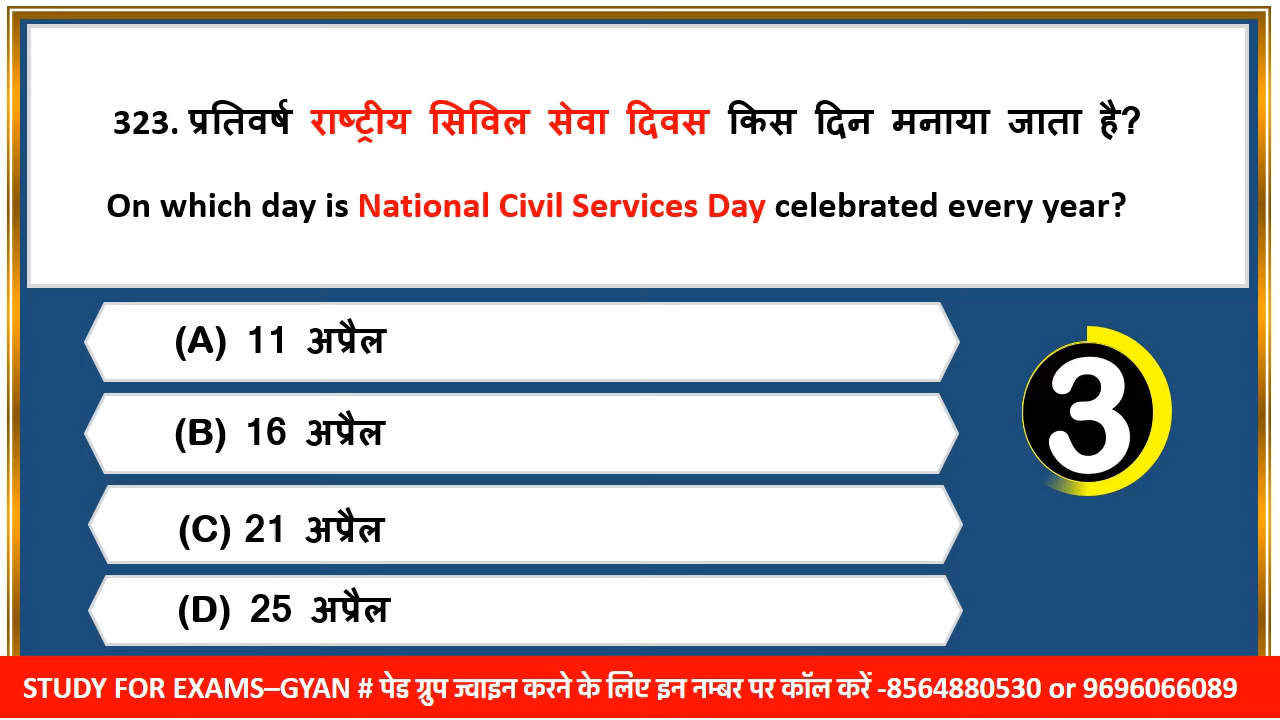 323. प्रतिवर्ष राष्ट्रीय सिविल सेवा दिवस किस दिन मनाया जाता है?
On which day is National Civil Services Day celebrated every year?
(A) 11 अप्रैल
(B) 16 अप्रैल
3
(C) 21 अप्रैल
(D) 25 अप्रैल
STUDY FOR EXAMS–GYAN # पेड ग्रुप ज्वाइन करने के लिए इन नम्बर पर कॉल करें -8564880530 or 9696066089